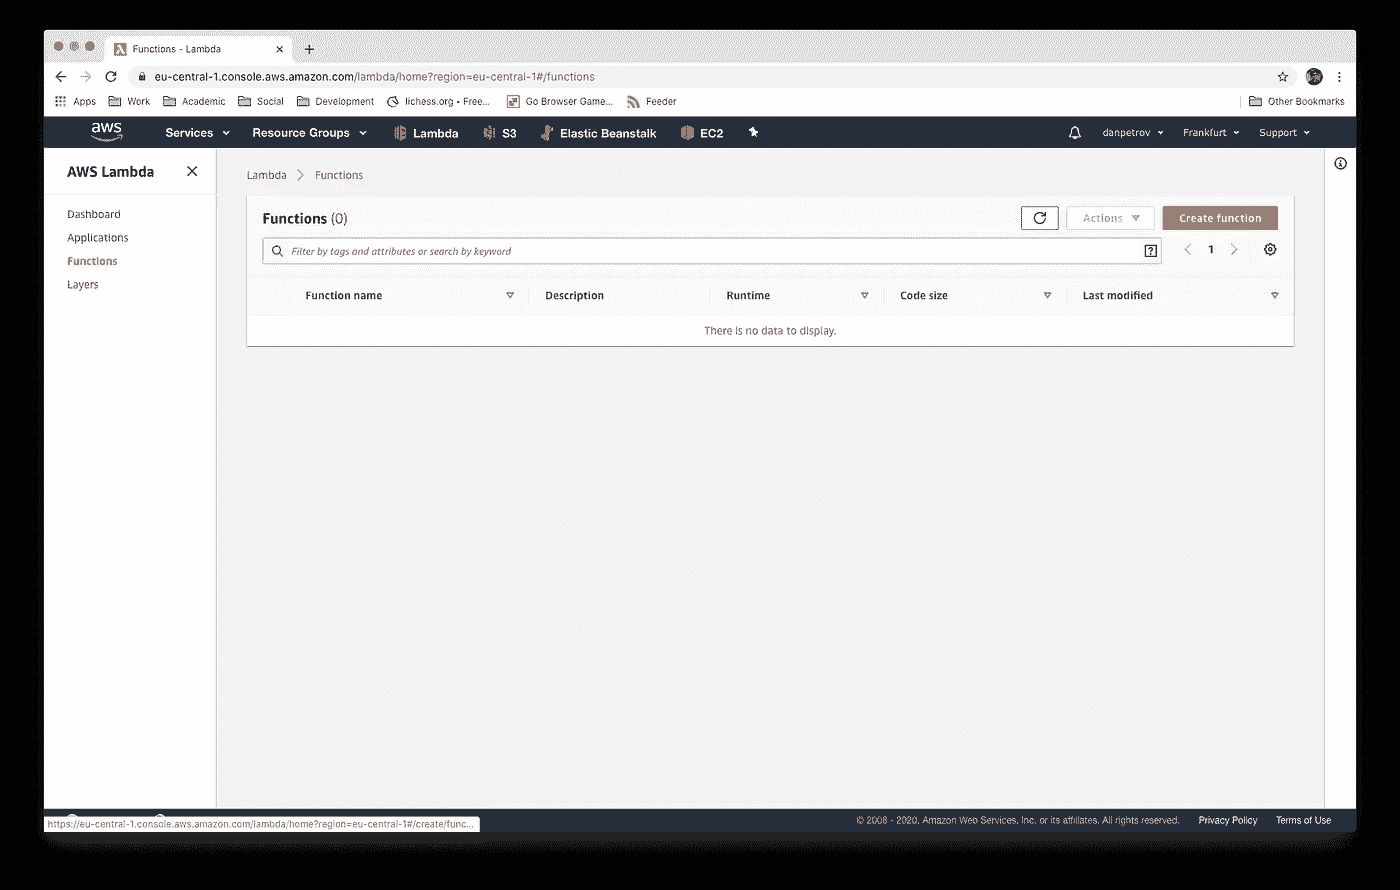 Functions - Lambda
eu-central-1.console.aws.amazon.com/lambda/home?region=eu-central-1#/functions
Apps Work Academic Social Development lichess.org • Free... Go Browser Game... Feeder Other Bookmarks
aws Services Resource Groups Lambda S3 Elastic Beanstalk EC2 danpetrov Frankfurt Support
AWS Lambda
Dashboard
Applications
Functions
Layers
Lambda Functions
Functions (0) Actions Create function
Filter by tags and attributes or search by keyword ? 1
Function name Description Runtime Code size Last modified
There is no data to display.
https://eu-central-1.console.aws.amazon.com/lambda/home?region=eu-central-1#/create/func...
© 2008 - 2020, Amazon Web Services, Inc. or its affiliates. All rights reserved. Privacy Policy Terms of Use